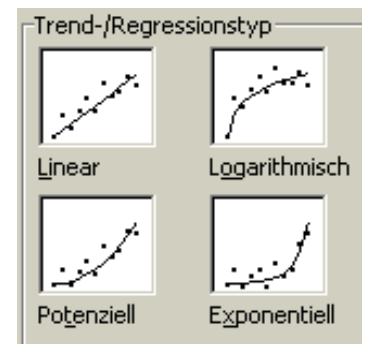 Trend-/Regressionstyp
Linear
Logarithmisch
Potenziell
Exponentiell